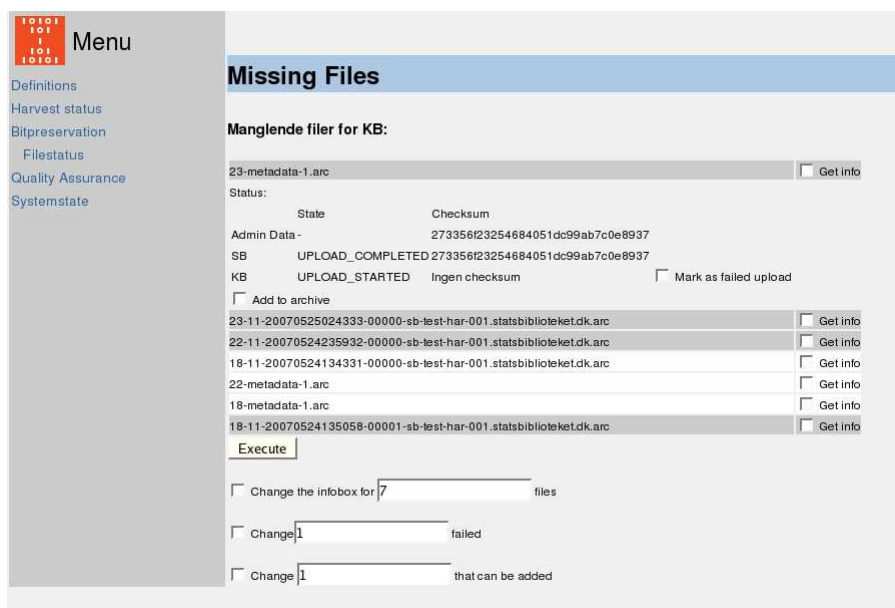 10101
101
1
101
10101
Menu
Definitions
Harvest status
Bitpreservation
Filestatus
Quality Assurance
Systemstate
Missing Files
Manglende filer for KB:
23-metadata-1.arc Get info
Status:
State Checksum
Admin Data - 273356f23254684051dc99ab7c0e8937
SB UPLOAD_COMPLETED 273356f23254684051dc99ab7c0e8937
KB UPLOAD_STARTED Ingen checksum Mark as failed upload
Add to archive
23-11-20070525024333-00000-sb-test-har-001.statsbiblioteket.dk.arc Get info
22-11-20070524235932-00000-sb-test-har-001.statsbiblioteket.dk.arc Get info
18-11-20070524134331-00000-sb-test-har-001.statsbiblioteket.dk.arc Get info
22-metadata-1.arc Get info
18-metadata-1.arc Get info
18-11-20070524135058-00001-sb-test-har-001.statsbiblioteket.dk.arc Get info
Execute
Change the infobox for 7 files
Change 1 failed
Change 1 that can be added